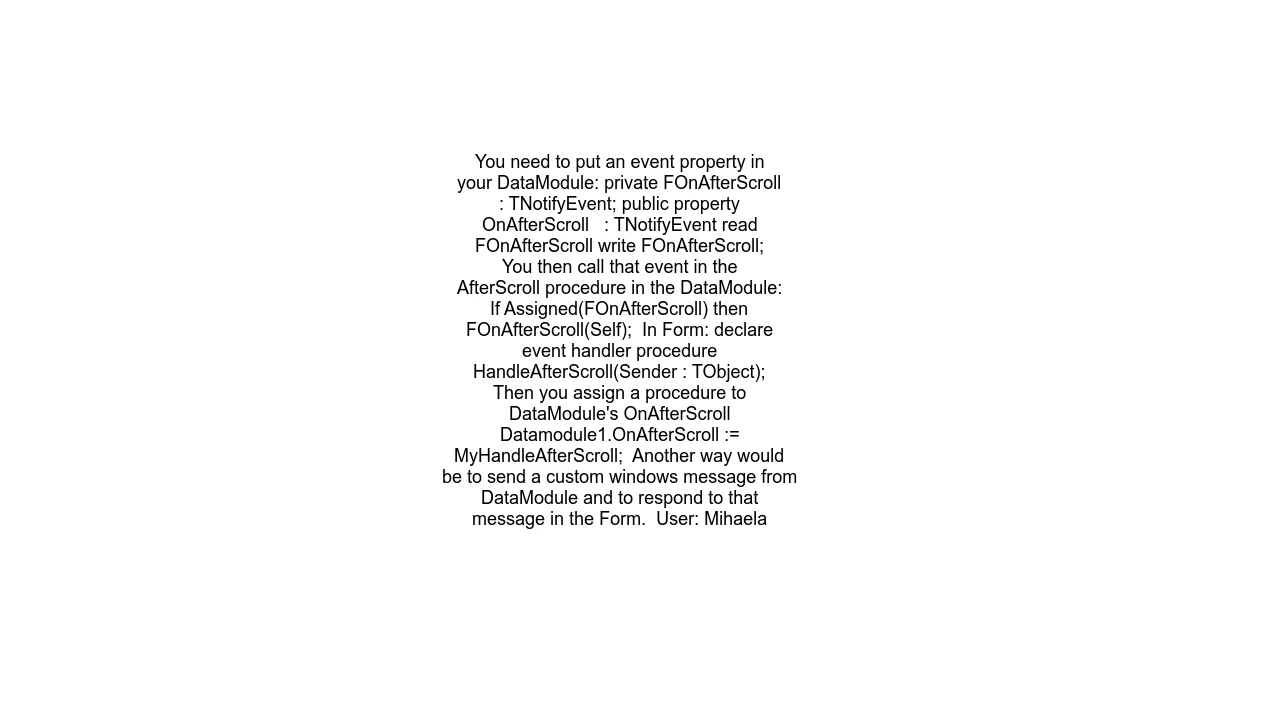 You need to put an event property in
your DataModule: private FOnAfterScroll
: TNotifyEvent; public property
OnAfterScroll   : TNotifyEvent read
FOnAfterScroll write FOnAfterScroll;
You then call that event in the
AfterScroll procedure in the DataModule:
If Assigned(FOnAfterScroll) then
FOnAfterScroll(Self);  In Form: declare
event handler procedure
HandleAfterScroll(Sender : TObject);
Then you assign a procedure to
DataModule's OnAfterScroll
Datamodule1.OnAfterScroll :=
MyHandleAfterScroll;  Another way would
be to send a custom windows message from
DataModule and to respond to that
message in the Form.  User: Mihaela